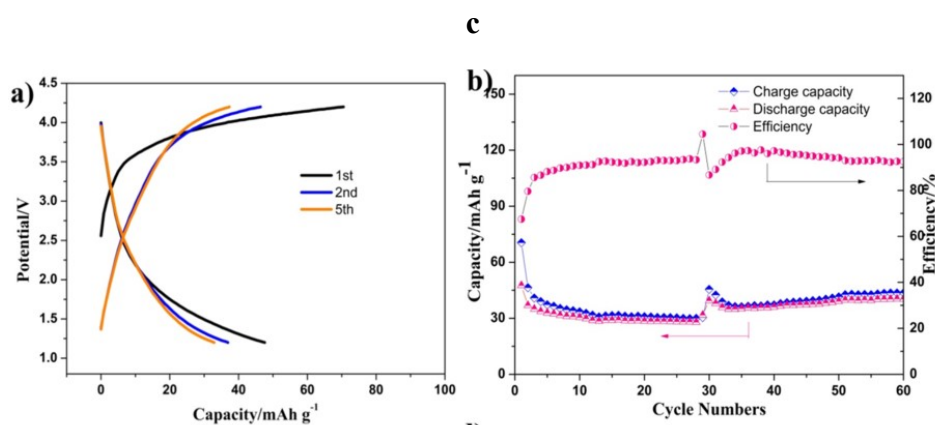 c
a)
4.5
4.0
3.5
3.0
2.5
2.0
1.5
1.0
Potential/V
1st
2nd
5th
0
20
40
60
80
100
Capacity/mAh g-1
b)
150
120
90
60
30
0
Capacity/mAh g-1
Charge capacity
Discharge capacity
Efficiency
120
100
80
60
40
20
0
Efficiency/%
0
10
20
30
40
50
60
Cycle Numbers